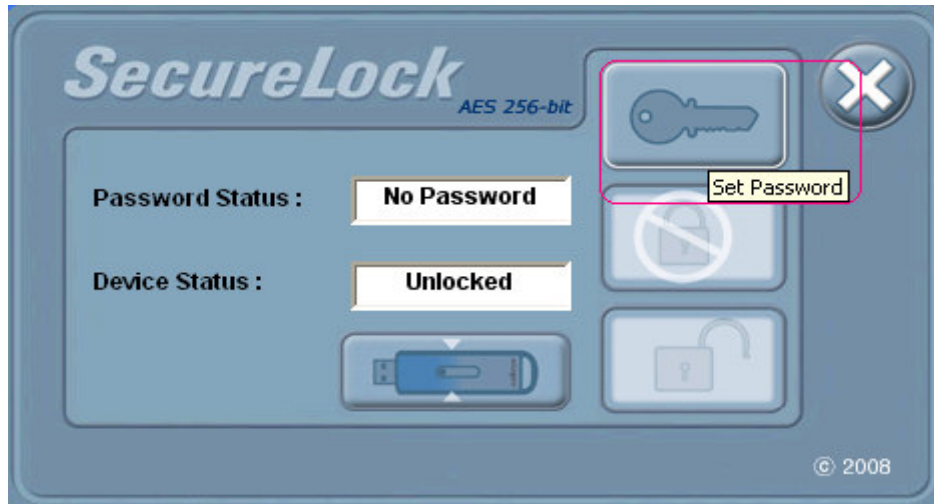 SecureLock
AES 256-bit
Set Password
Password Status : No Password
Device Status : Unlocked
© 2008